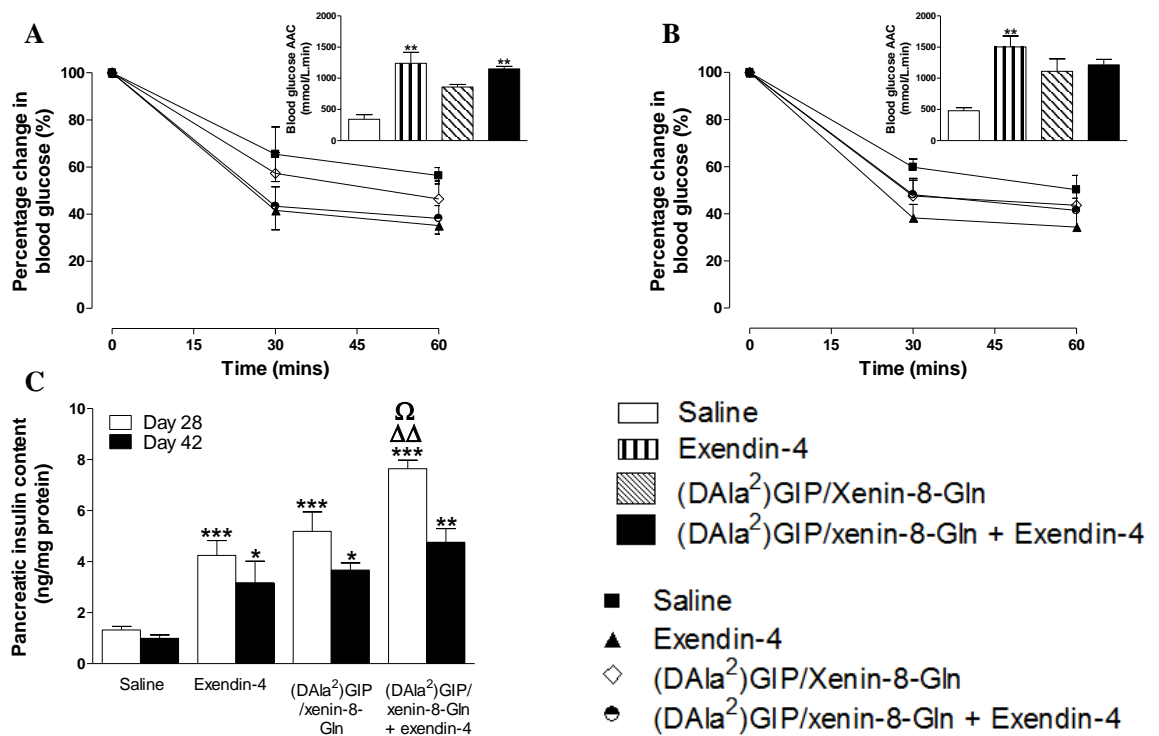 A
Percentage change in
blood glucose (%)
100
80
60
40
20
0
0
15
30
45
60
Time (mins)
Blood glucose AAC
(mmol/L.min)
2000
1500
1000
500
0
**
**
B
Percentage change in
blood glucose (%)
100
80
60
40
20
0
0
15
30
45
60
Time (mins)
Blood glucose AAC
(mmol/L.min)
2000
1500
1000
500
0
**
C
Pancreatic insulin content
(ng/mg protein)
10
8
6
4
2
0
Day 28
Day 42
***
*
***
*
Ω
ΔΔ
***
**
Saline
Exendin-4
(DAla²)GIP
/xenin-8-
Gln
(DAla²)GIP/
xenin-8-Gln
+ exendin-4
Saline
Exendin-4
(DAla²)GIP/Xenin-8-Gln
(DAla²)GIP/xenin-8-Gln + Exendin-4
Saline
Exendin-4
(DAla²)GIP/Xenin-8-Gln
(DAla²)GIP/xenin-8-Gln + Exendin-4